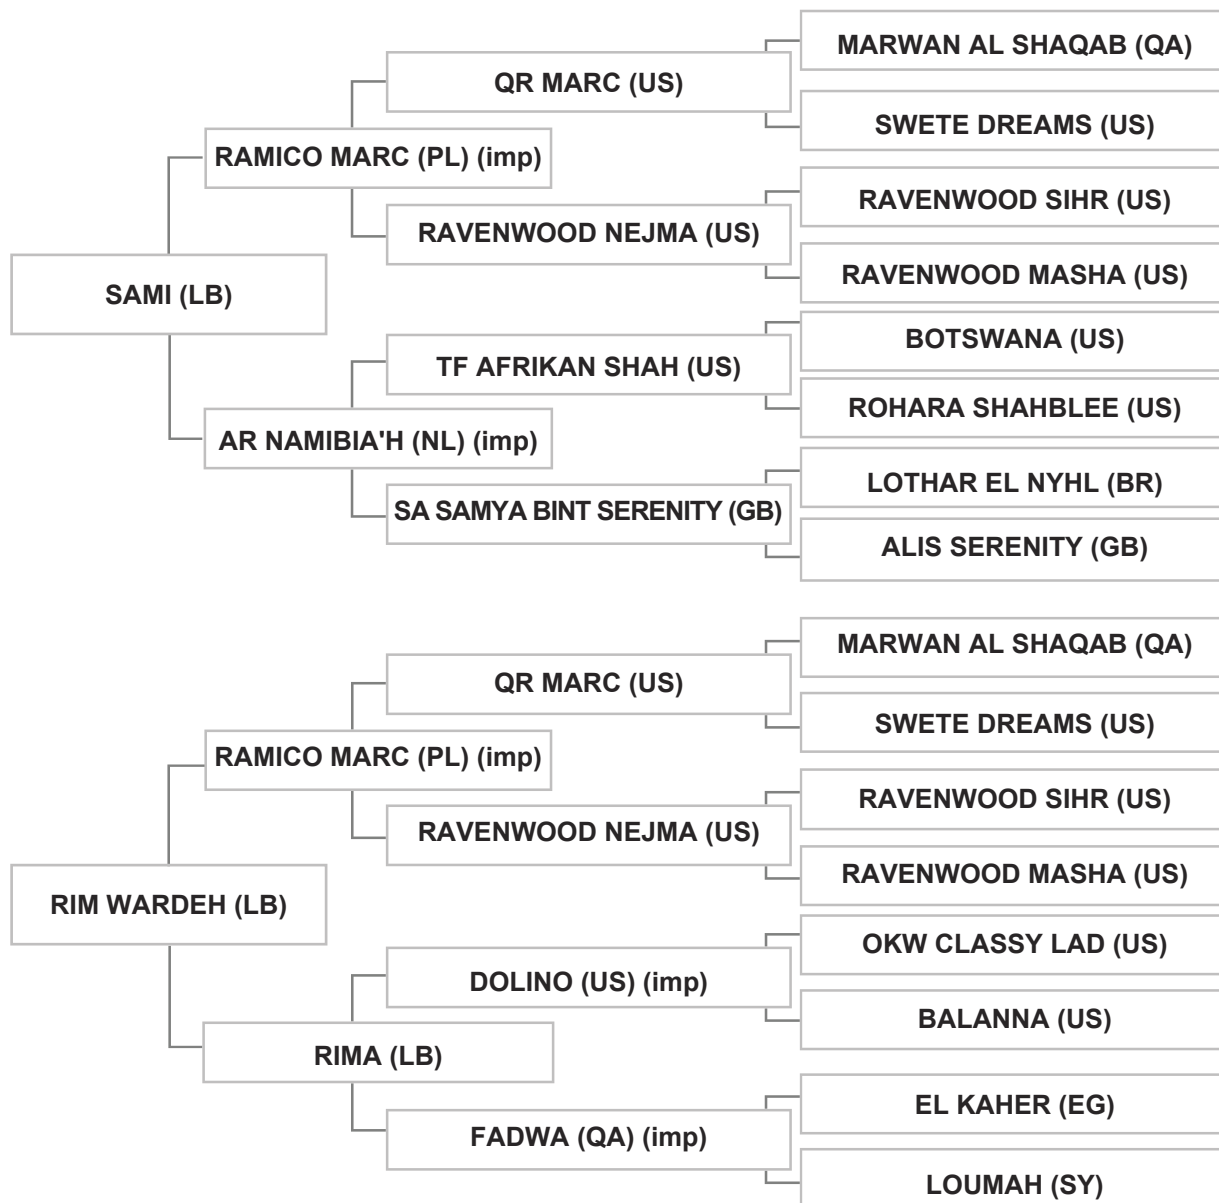 MARWAN AL SHAQAB (QA)
QR MARC (US)
SWETE DREAMS (US)
RAMICO MARC (PL) (imp)
RAVENWOOD SIHR (US)
RAVENWOOD NEJMA (US)
RAVENWOOD MASHA (US)
SAMI (LB)
BOTSWANA (US)
TF AFRIKAN SHAH (US)
ROHARA SHAHBLEE (US)
AR NAMIBIA'H (NL) (imp)
LOTHAR EL NYHL (BR)
SA SAMYA BINT SERENITY (GB)
ALIS SERENITY (GB)
MARWAN AL SHAQAB (QA)
QR MARC (US)
SWETE DREAMS (US)
RAMICO MARC (PL) (imp)
RAVENWOOD SIHR (US)
RAVENWOOD NEJMA (US)
RAVENWOOD MASHA (US)
RIM WARDEH (LB)
OKW CLASSY LAD (US)
DOLINO (US) (imp)
BALANNA (US)
RIMA (LB)
EL KAHER (EG)
FADWA (QA) (imp)
LOUMAH (SY)